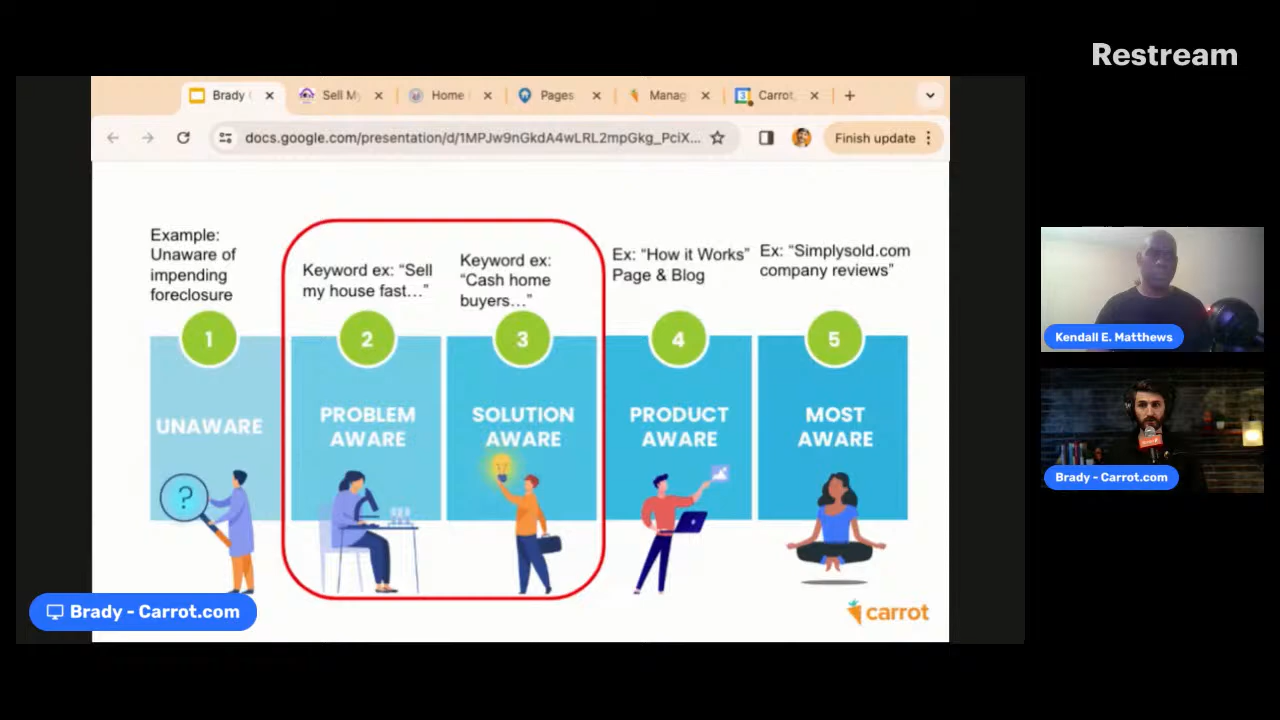 Restream
Brady
Sell My
Home
Pages
Manag
Carrot
docs.google.com/presentation/d/1MPJw9nGkdA4wLRL2mpGkg_PciX...
Finish update
Example:
Unaware of
impending
foreclosure
Keyword ex: “Sell
my house fast…”
Keyword ex:
“Cash home
buyers…”
Ex: “How it Works”
Page & Blog
Ex: “Simplysold.com
company reviews”
1
2
3
4
5
UNAWARE
PROBLEM
AWARE
SOLUTION
AWARE
PRODUCT
AWARE
MOST
AWARE
?
carrot
Brady - Carrot.com
Kendall E. Matthews
Brady - Carrot.com